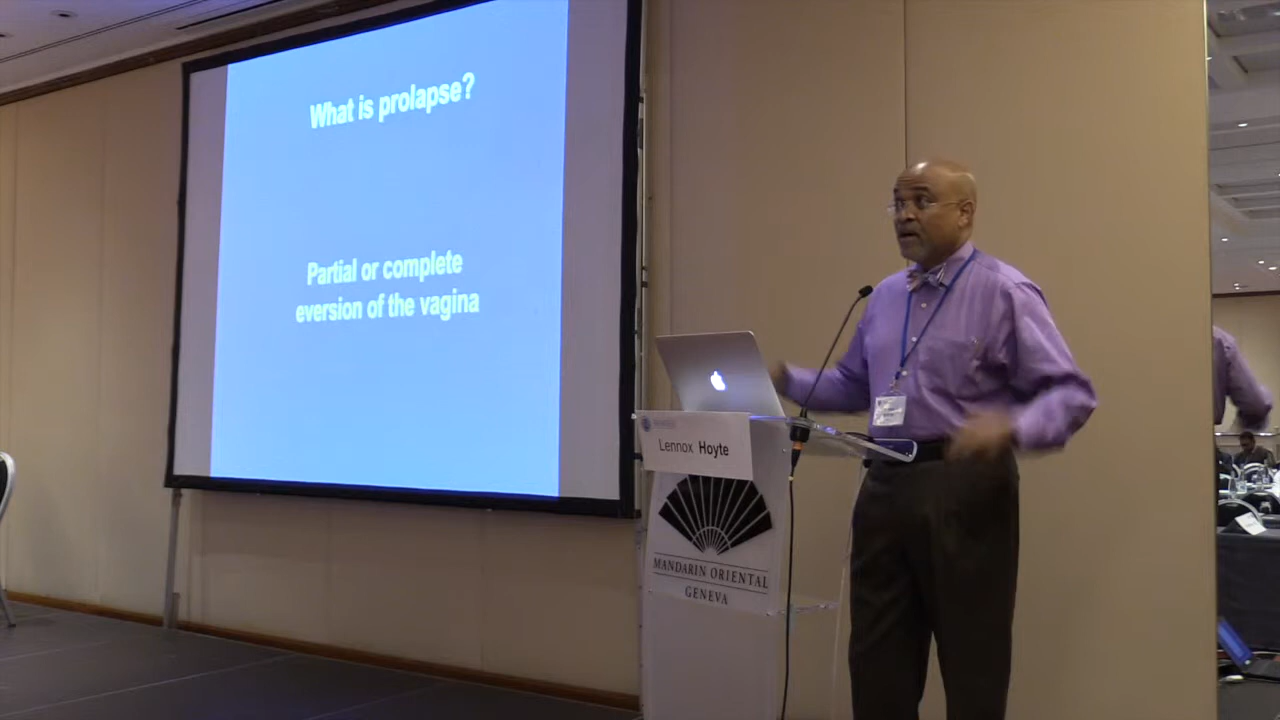 What is prolapse?
Partial or complete
eversion of the vagina
Lennox Hoyte
MANDARIN ORIENTAL
GENEVA